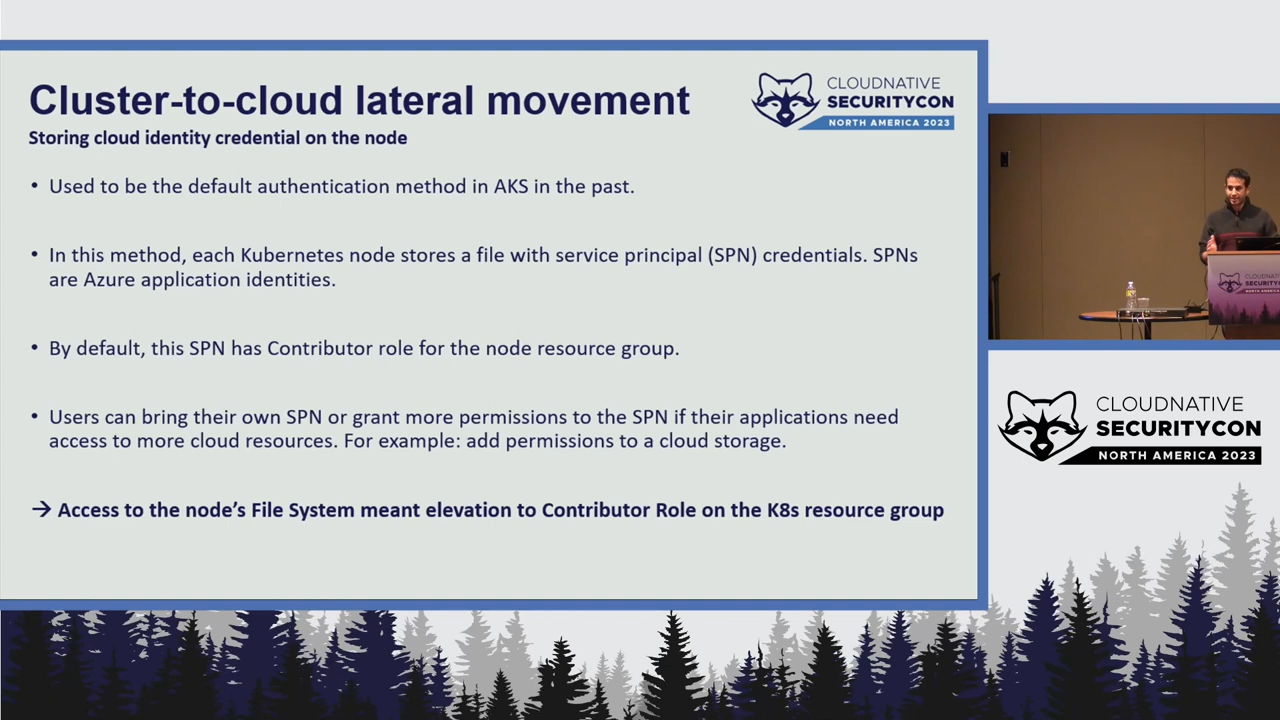 Cluster-to-cloud lateral movement
Storing cloud identity credential on the node
CLOUDNATIVE
SECURITYCON
NORTH AMERICA 2023
• Used to be the default authentication method in AKS in the past.
• In this method, each Kubernetes node stores a file with service principal (SPN) credentials. SPNs
are Azure application identities.
• By default, this SPN has Contributor role for the node resource group.
• Users can bring their own SPN or grant more permissions to the SPN if their applications need
access to more cloud resources. For example: add permissions to a cloud storage.
→ Access to the node’s File System meant elevation to Contributor Role on the K8s resource group
CLOUDNATIVE
SECURITYCON
NORTH AMERICA 2023
CLOUDNATIVE
SECURITYCON
NORTH AMERICA 2023